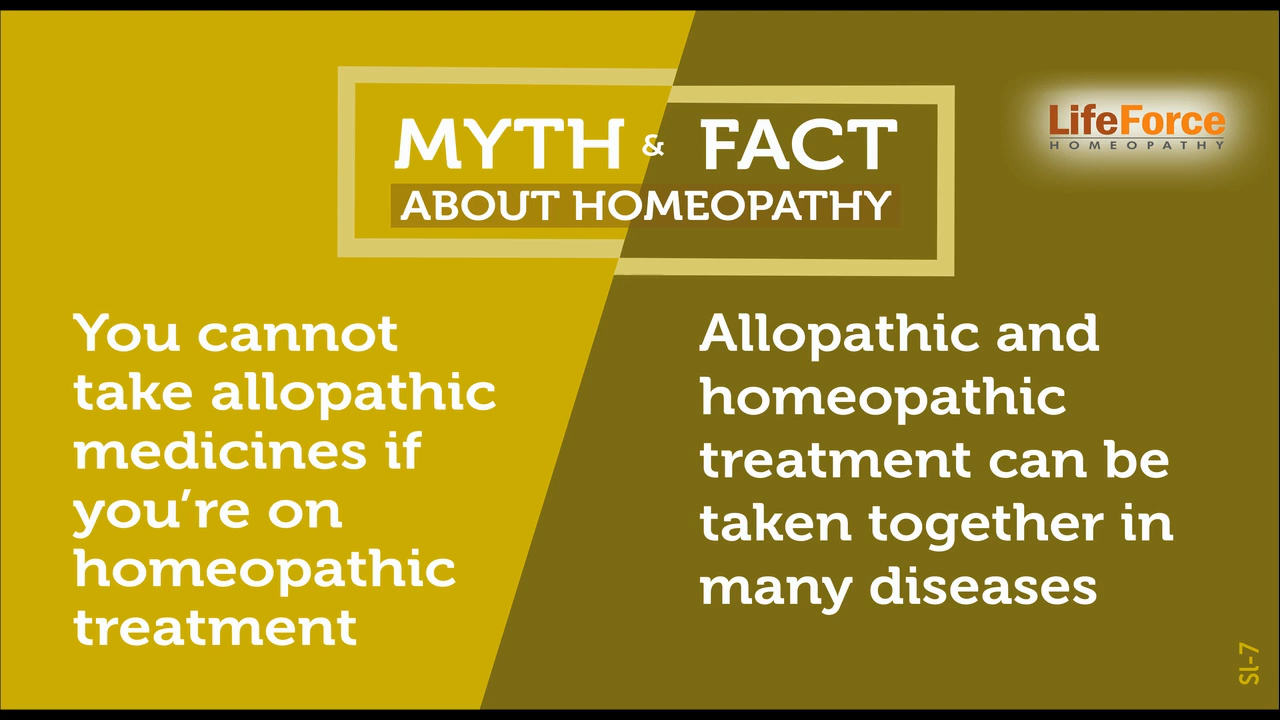 MYTH & FACT
ABOUT HOMEOPATHY
LifeForce
HOMEOPATHY
You cannot
take allopathic
medicines if
you're on
homeopathic
treatment
Allopathic and
homeopathic
treatment can be
taken together in
many diseases
SI-7